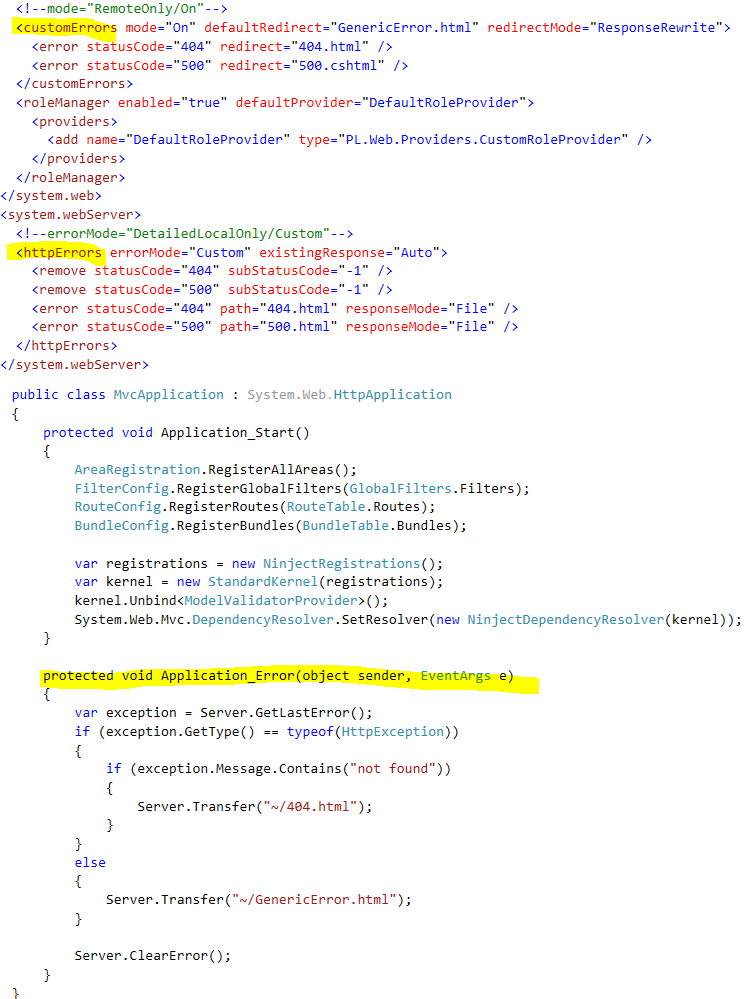 <!--mode="RemoteOnly/On"-->
<customErrors mode="On" defaultRedirect="GenericError.html" redirectMode="ResponseRewrite">
<error statusCode="404" redirect="404.html" />
<error statusCode="500" redirect="500.cshtml" />
</customErrors>
<roleManager enabled="true" defaultProvider="DefaultRoleProvider">
<providers>
<add name="DefaultRoleProvider" type="PL.Web.Providers.CustomRoleProvider" />
</providers>
</roleManager>
</system.web>
<system.webServer>
<!--errorMode="DetailedLocalOnly/Custom"-->
<httpErrors errorMode="Custom" existingResponse="Auto">
<remove statusCode="404" subStatusCode="-1" />
<remove statusCode="500" subStatusCode="-1" />
<error statusCode="404" path="404.html" responseMode="File" />
<error statusCode="500" path="500.html" responseMode="File" />
</httpErrors>
</system.webServer>
public class MvcApplication : System.Web.HttpApplication
{
protected void Application_Start()
{
AreaRegistration.RegisterAllAreas();
FilterConfig.RegisterGlobalFilters(GlobalFilters.Filters);
RouteConfig.RegisterRoutes(RouteTable.Routes);
BundleConfig.RegisterBundles(BundleTable.Bundles);
var registrations = new NinjectRegistrations();
var kernel = new StandardKernel(registrations);
kernel.Unbind<ModelValidatorProvider>();
System.Web.Mvc.DependencyResolver.SetResolver(new NinjectDependencyResolver(kernel));
}
protected void Application_Error(object sender, EventArgs e)
{
var exception = Server.GetLastError();
if (exception.GetType() == typeof(HttpException))
{
if (exception.Message.Contains("not found"))
{
Server.Transfer("~/404.html");
}
}
else
{
Server.Transfer("~/GenericError.html");
}
Server.ClearError();
}
}